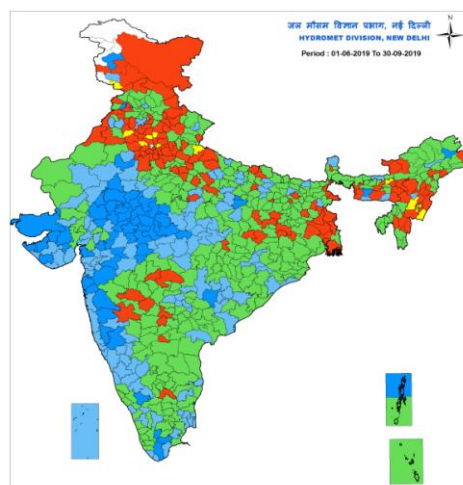 जल मौसम विज्ञान प्रभाग, नई दिल्ली
HYDROMET DIVISION, NEW DELHI
Period : 01-06-2019 To 30-09-2019